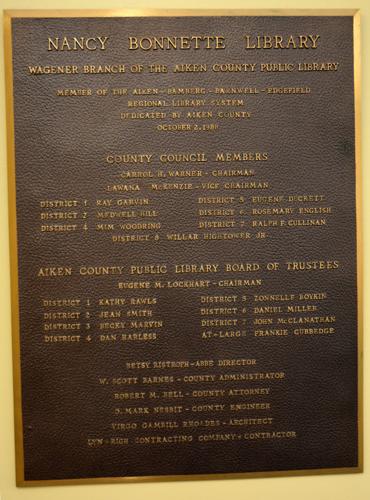 NANCY BONNETTE LIBRARY
WAGENER BRANCH OF THE AIKEN COUNTY PUBLIC LIBRARY
MEMBER OF THE AIKEN - BAMBERG - BARNWELL - EDGEFIELD
REGIONAL LIBRARY SYSTEM
DEDICATED BY AIKEN COUNTY
OCTOBER 2, 1988
COUNTY COUNCIL MEMBERS
CARROL H. WARNER - CHAIRMAN
LAWANA McKENZIE - VICE CHAIRMAN
DISTRICT 1 RAY GARVIN DISTRICT 5 EUGENE DUCKETT
DISTRICT 2 MEDWELL HILL DISTRICT 6 ROSEMARY ENGLISH
DISTRICT 4 MIM WOODRING DISTRICT 7 RALPH F. CULLINAN
DISTRICT 8 WILLAR HIGHTOWER JR.
AIKEN COUNTY PUBLIC LIBRARY BOARD OF TRUSTEES
EUGENE M. LOCKHART - CHAIRMAN
DISTRICT 1 KATHY RAWLS DISTRICT 5 ZONNELLE BOYKIN
DISTRICT 2 JEAN SMITH DISTRICT 6 DANIEL MILLER
DISTRICT 3 BECKY MARVIN DISTRICT 7 JOHN McCLANATHAN
DISTRICT 4 DAN HARLESS AT-LARGE FRANKIE CUBBEDGE
BETSY RISTROPH - ABBE DIRECTOR
W. SCOTT BARNES - COUNTY ADMINISTRATOR
ROBERT M. BELL - COUNTY ATTORNEY
MARK NESBIT - COUNTY ENGINEER
VIRGO GAMBILL RHOADES - ARCHITECT
LYN-RICH CONTRACTING COMPANY - CONTRACTOR